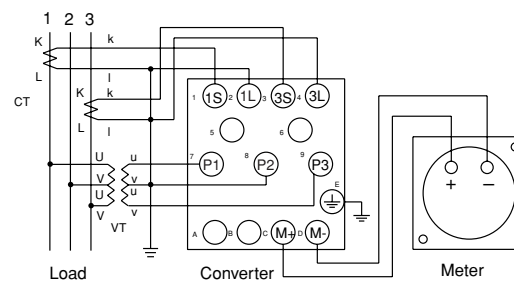 1 2 3
K k
L l
CT
K k
L l
1 1S 2 1L 3 3S 4 3L
5 6
U u
7 P1 8 P2 9 P3
V v
U u
V v
VT
E
A B C M+ D M-
+ −
Load Converter Meter